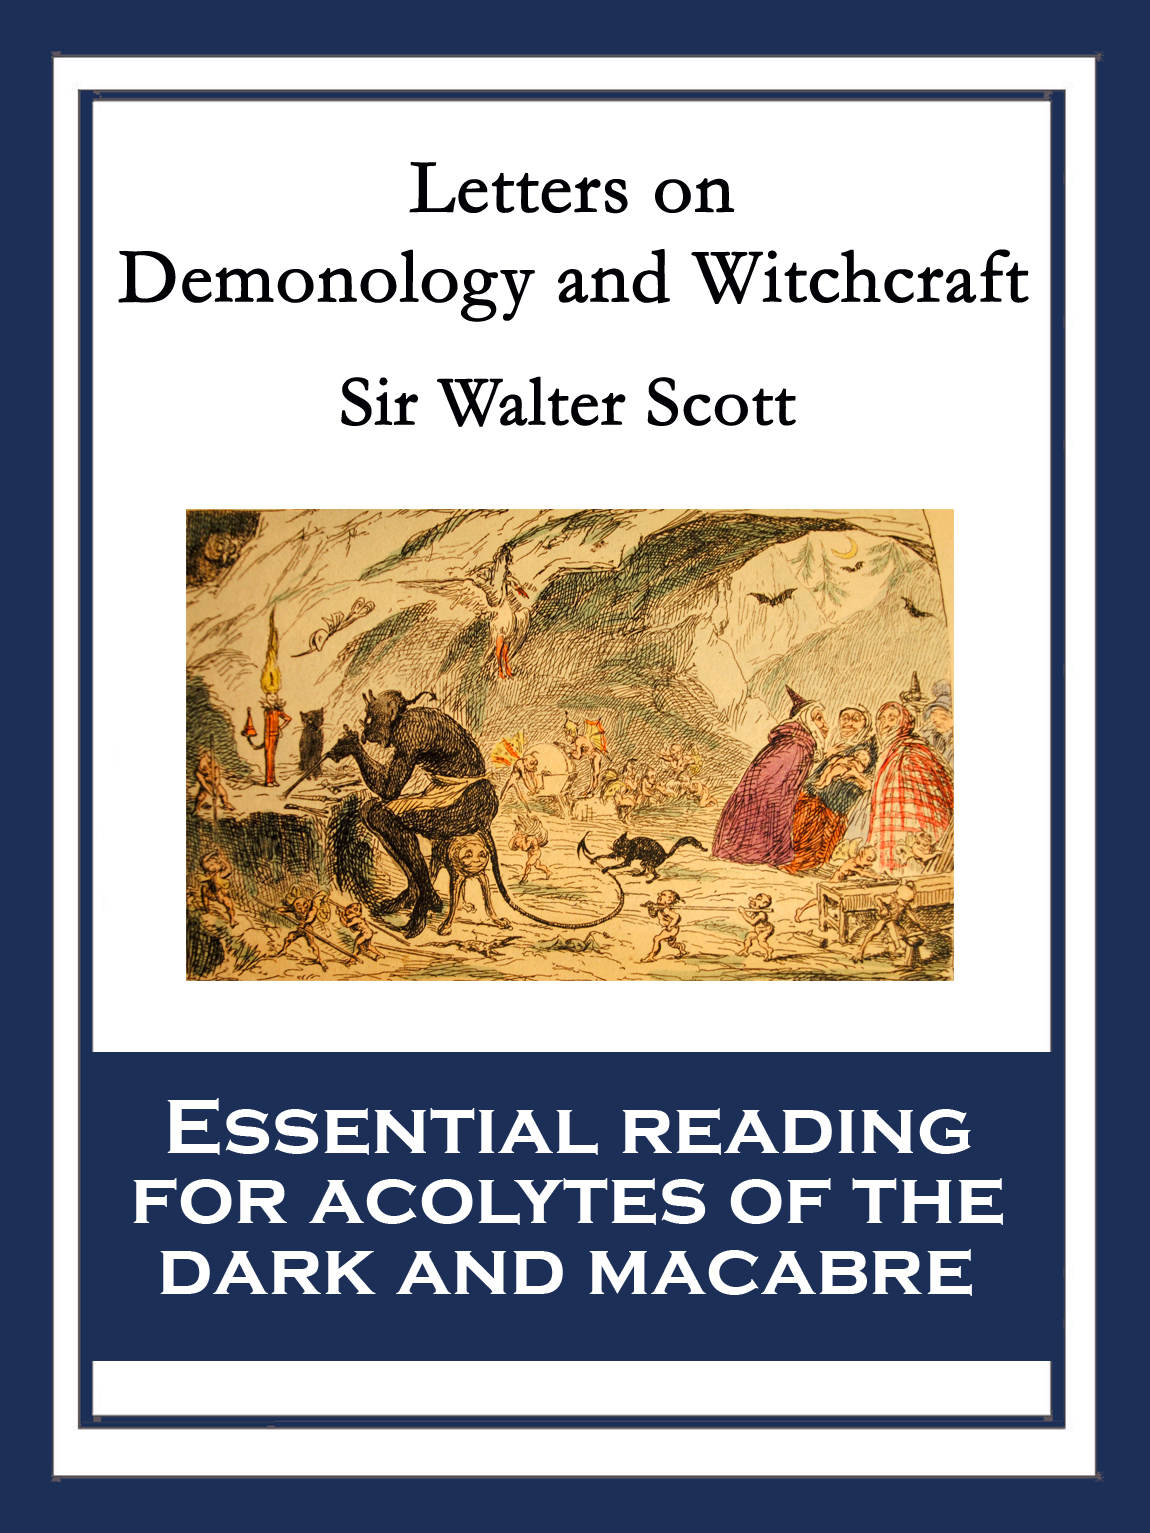 Letters on
Demonology and Witchcraft
Sir Walter Scott
ESSENTIAL READING
FOR ACOLYTES OF THE
DARK AND MACABRE